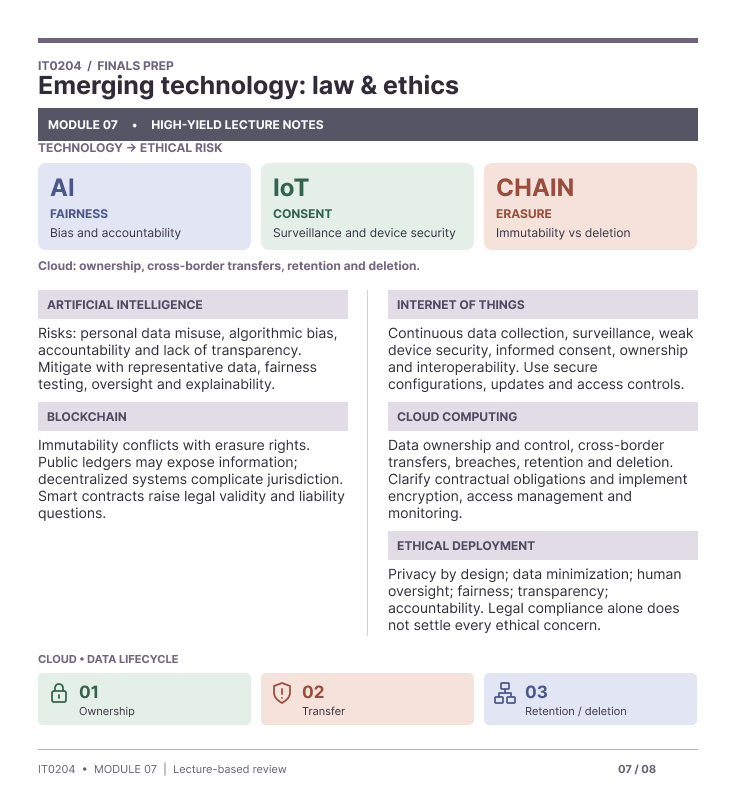 IT0204 / FINALS PREP
Emerging technology: law & ethics
MODULE 07 • HIGH-YIELD LECTURE NOTES
TECHNOLOGY → ETHICAL RISK
AI
FAIRNESS
Bias and accountability
IoT
CONSENT
Surveillance and device security
CHAIN
ERASURE
Immutability vs deletion
Cloud: ownership, cross-border transfers, retention and deletion.
ARTIFICIAL INTELLIGENCE
Risks: personal data misuse, algorithmic bias,
accountability and lack of transparency.
Mitigate with representative data, fairness
testing, oversight and explainability.
BLOCKCHAIN
Immutability conflicts with erasure rights.
Public ledgers may expose information;
decentralized systems complicate jurisdiction.
Smart contracts raise legal validity and liability
questions.
INTERNET OF THINGS
Continuous data collection, surveillance, weak
device security, informed consent, ownership
and interoperability. Use secure
configurations, updates and access controls.
CLOUD COMPUTING
Data ownership and control, cross-border
transfers, breaches, retention and deletion.
Clarify contractual obligations and implement
encryption, access management and
monitoring.
ETHICAL DEPLOYMENT
Privacy by design; data minimization; human
oversight; fairness; transparency;
accountability. Legal compliance alone does
not settle every ethical concern.
CLOUD • DATA LIFECYCLE
01
Ownership
02
Transfer
03
Retention / deletion
IT0204 • MODULE 07 | Lecture-based review
07 / 08